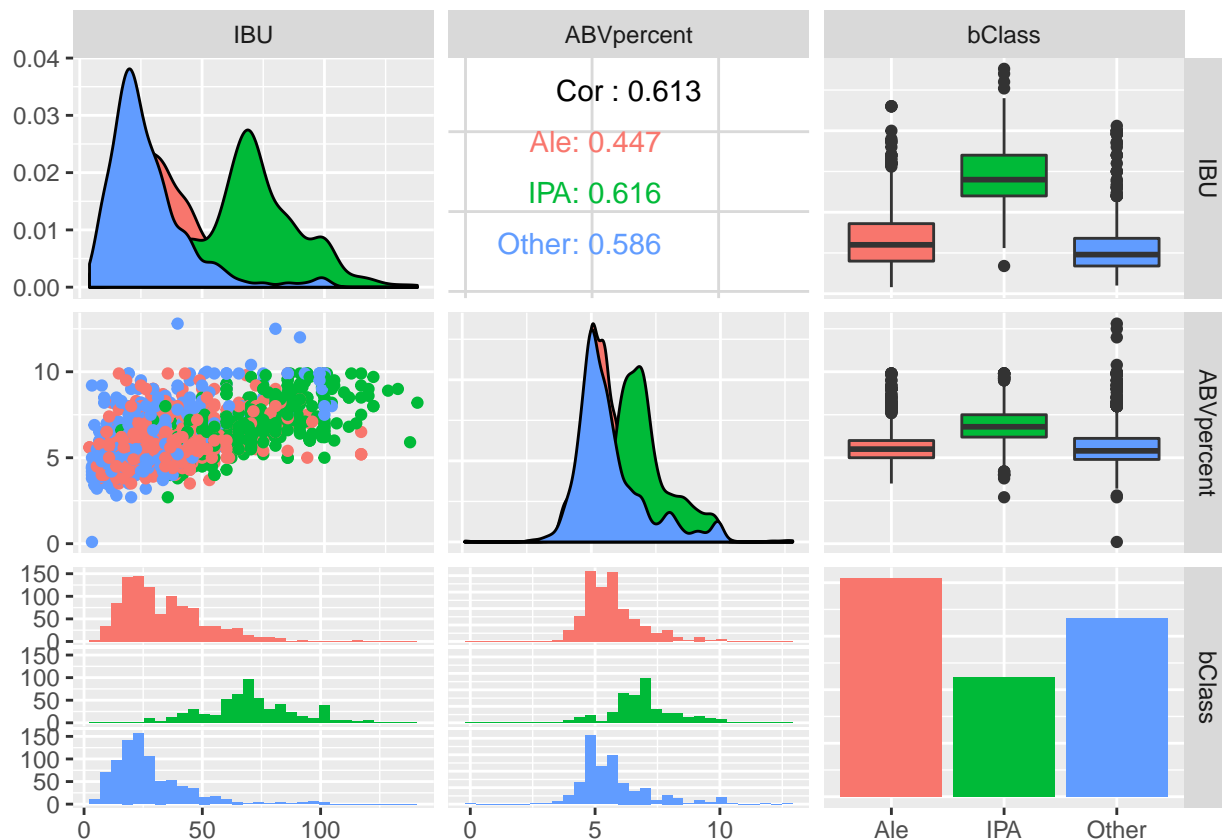 IBU
ABVpercent
bClass
0.04
0.03
0.02
0.01
0.00
Cor : 0.613
Ale: 0.447
IPA: 0.616
Other: 0.586
IBU
10
5
0
ABVpercent
150
100
50
0
150
100
50
0
150
100
50
0
bClass
0 50 100
0 5 10
Ale IPA Other